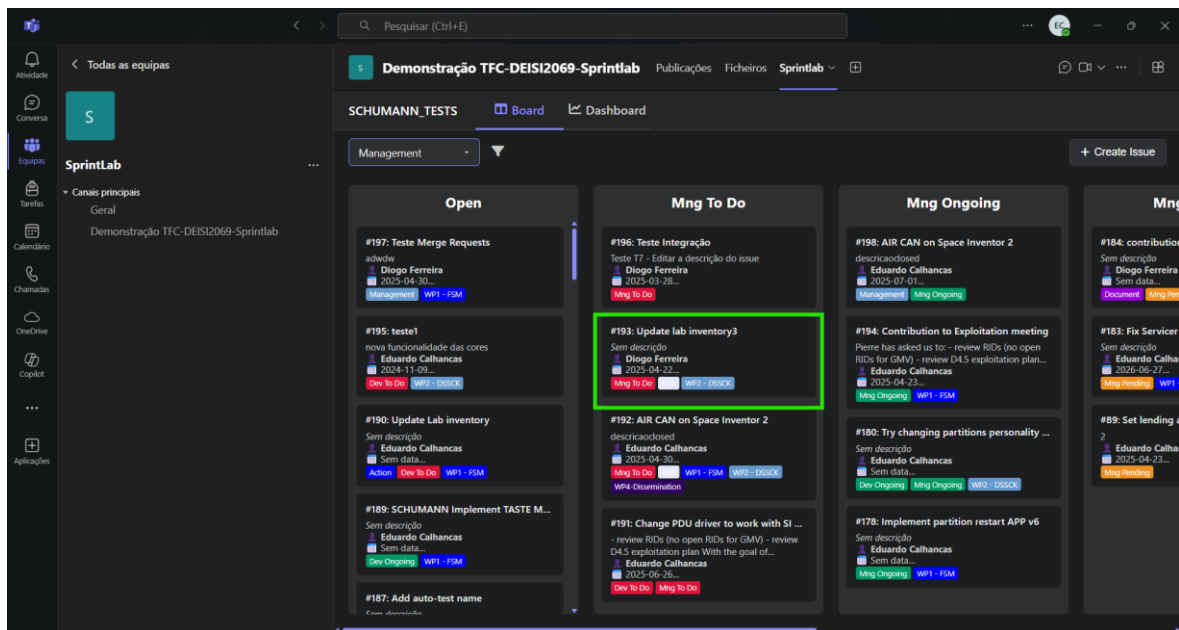 Pesquisar (Ctrl+E)
EC
Atividade
Conversa
Equipas
Tarefas
Calendário
Chamadas
OneDrive
Copilot
Aplicações
Todas as equipas
S
SprintLab
Canais principais
Geral
Demonstração TFC-DEISI2069-Sprintlab
S
Demonstração TFC-DEISI2069-Sprintlab Publicações Ficheiros Sprintlab
SCHUMANN_TESTS Board Dashboard
Management
+ Create Issue
Open
#197: Teste Merge Requests
adwdw
Diogo Ferreira
2025-04-30...
Management WP1 - FSM
#195: teste1
nova funcionalidade das cores
Eduardo Calhancas
2024-11-09...
Dev To Do WP2 - DSSCK
#190: Update Lab inventory
Sem descrição
Eduardo Calhancas
Sem data...
Action Dev To Do WP1 - FSM
#189: SCHUMANN Implement TASTE M...
Sem descrição
Eduardo Calhancas
Sem data...
Dev Ongoing WP1 - FSM
#187: Add auto-test name
Sem descrição
Mng To Do
#196: Teste Integração
Teste T7 - Editar a descrição do issue
Diogo Ferreira
2025-03-28...
Mng To Do
#193: Update lab inventory3
Sem descrição
Diogo Ferreira
2025-04-22...
Mng To Do WP2 - DSSCK
#192: AIR CAN on Space Inventor 2
descricaoclosed
Eduardo Calhancas
2025-04-30...
Mng To Do WP1 - FSM WP2 - DSSCK
WP4-Dissemination
#191: Change PDU driver to work with SI ...
- review RIDs (no open RIDs for GMV) - review
D4.5 exploitation plan With the goal of...
Eduardo Calhancas
2025-06-26...
Dev To Do Mng To Do
Mng Ongoing
#198: AIR CAN on Space Inventor 2
descricaoclosed
Eduardo Calhancas
2025-07-01...
Management Mng Ongoing
#194: Contribution to Exploitation meeting
Pierre has asked us to: - review RIDs (no open
RIDs for GMV) - review D4.5 exploitation plan...
Eduardo Calhancas
2025-04-23...
Mng Ongoing WP1 - FSM
#180: Try changing partitions personality ...
Sem descrição
Eduardo Calhancas
Sem data...
Dev Ongoing Mng Ongoing WP2 - DSSCK
#178: Implement partition restart APP v6
Sem descrição
Eduardo Calhancas
Sem data...
Mng Ongoing WP1 - FSM
Mng
#184: contribution
Sem descrição
Diogo Ferreira
Sem data...
Document Mng Pen
#183: Fix Servicer
Sem descrição
Eduardo Calha
2026-06-27...
Mng Pending WP1 -
#89: Set lending a
2
Eduardo Calha
2025-04-23...
Mng Pending